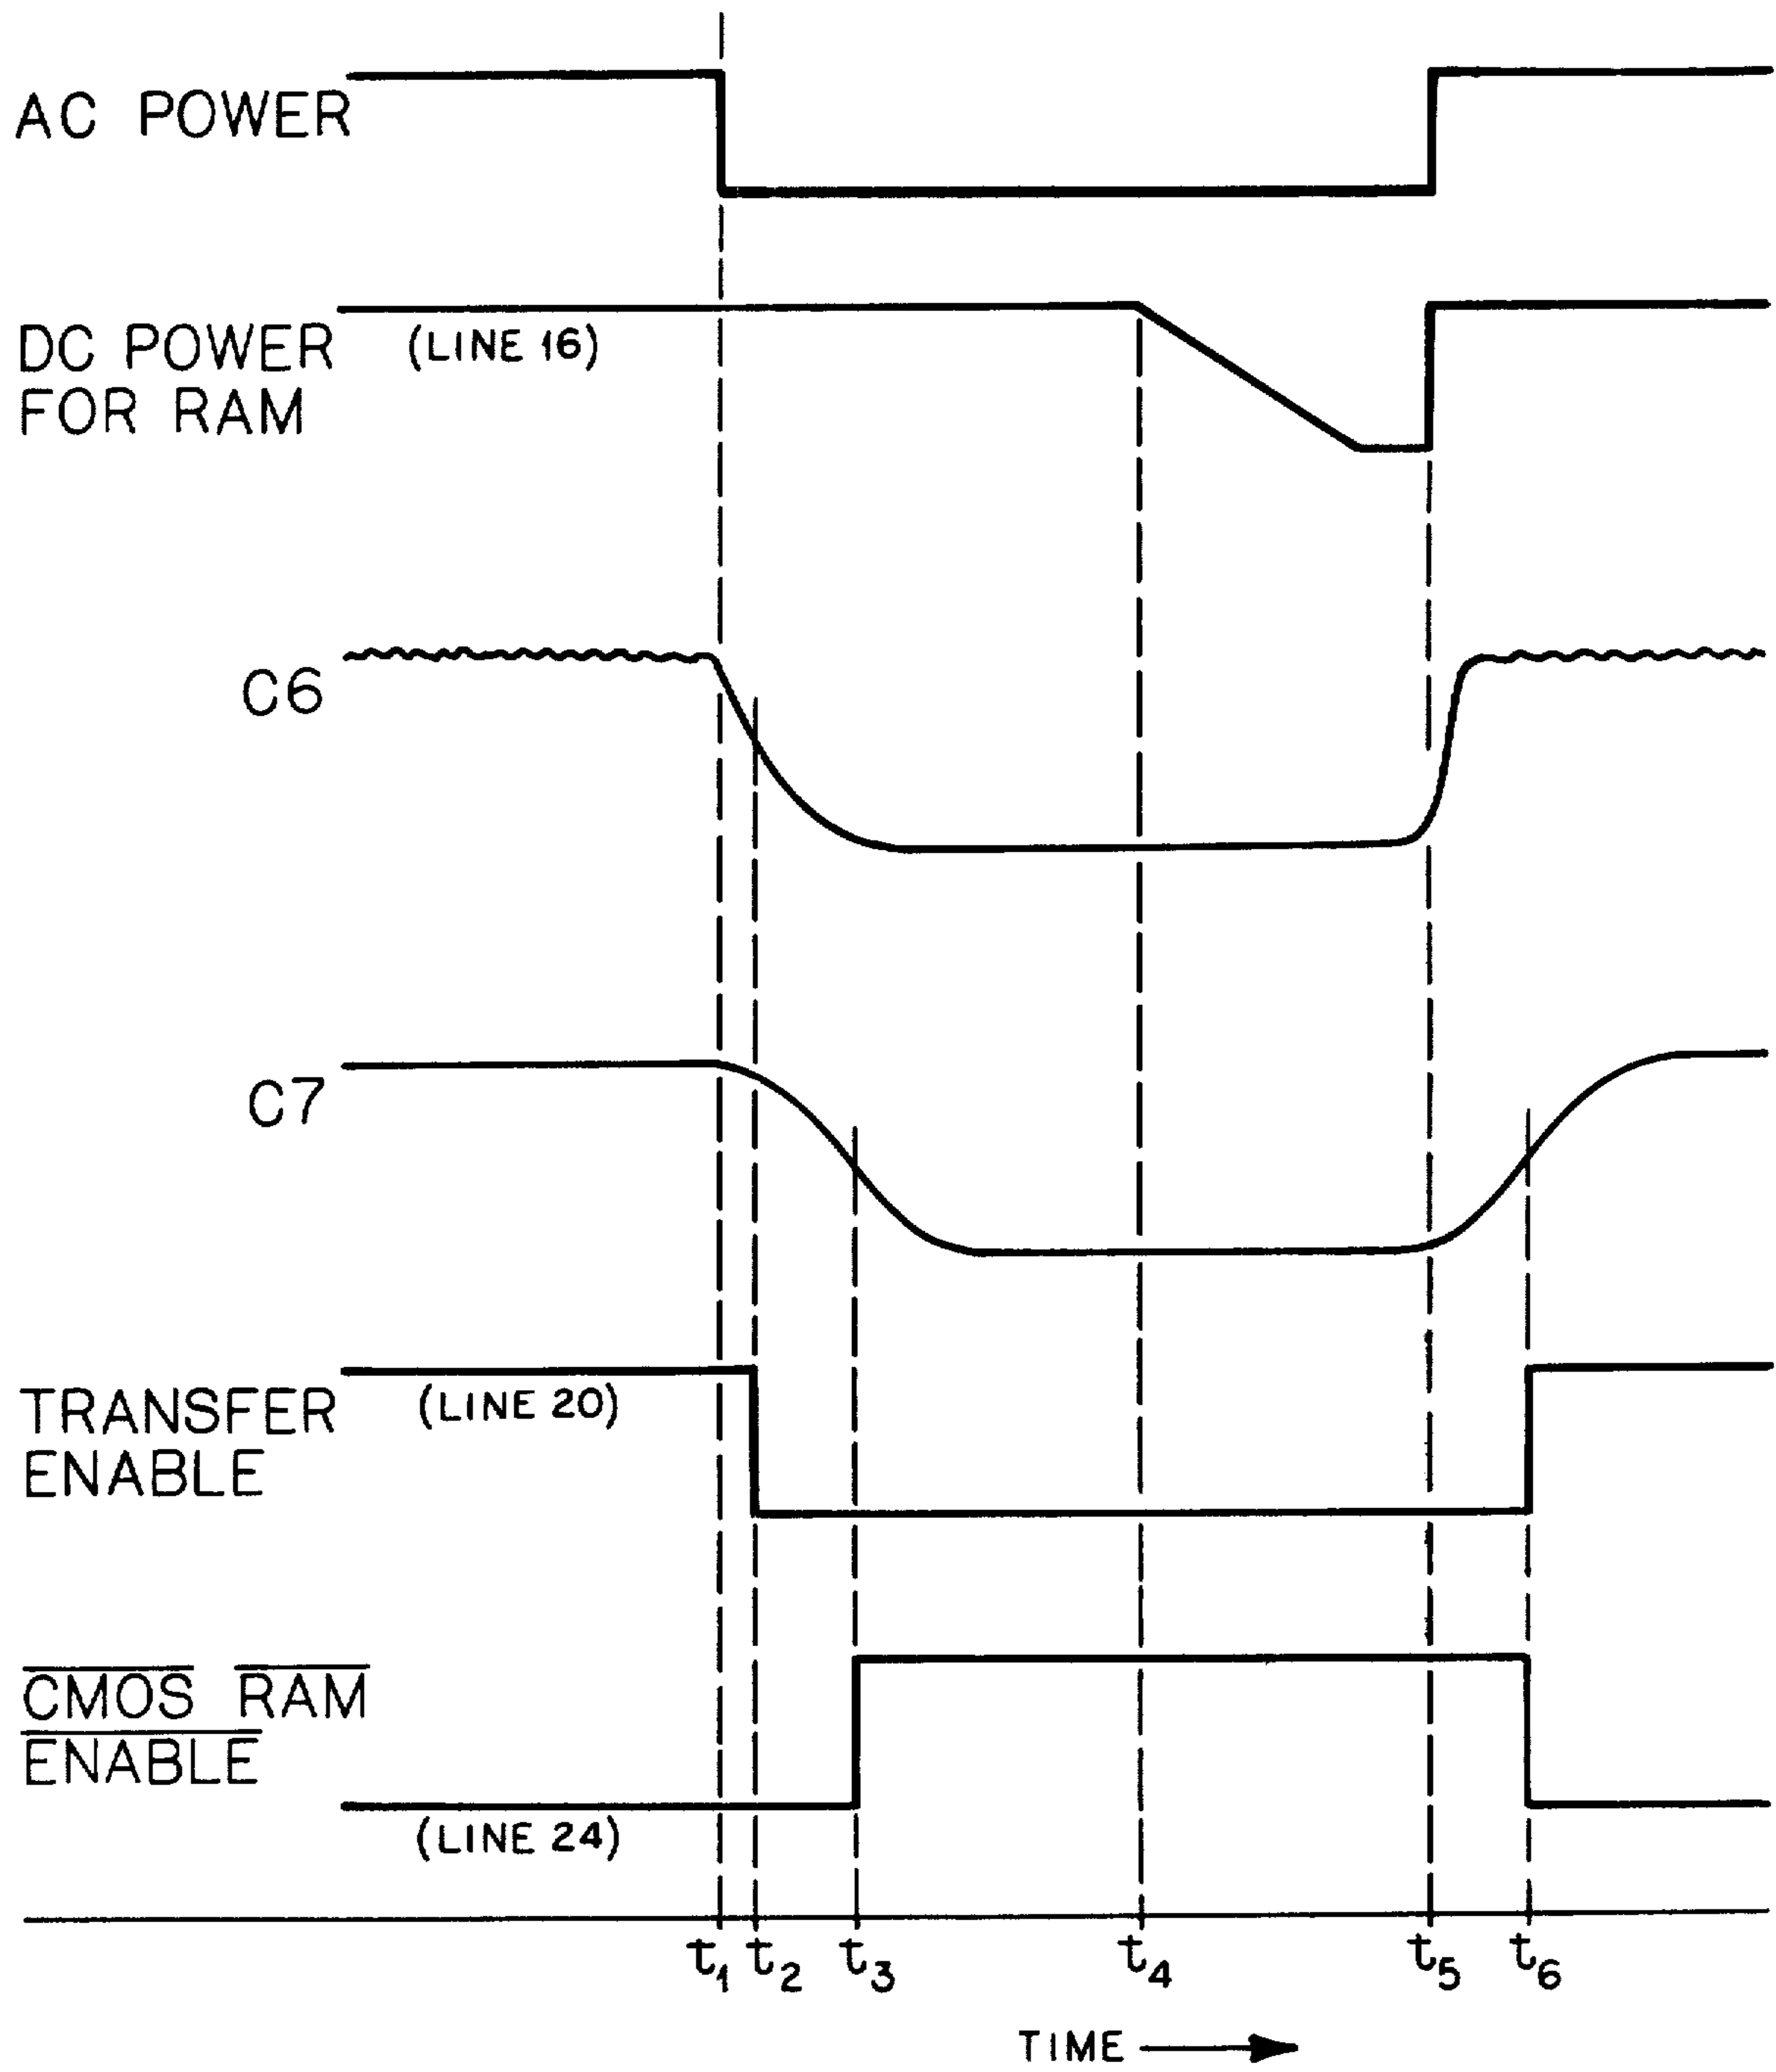 AC POWER
DC POWER
FOR RAM
(LINE 16)
C6
C7
TRANSFER
ENABLE
(LINE 20)
CMOS RAM
ENABLE
(LINE 24)
t1 t2 t3 t4 t5 t6
TIME